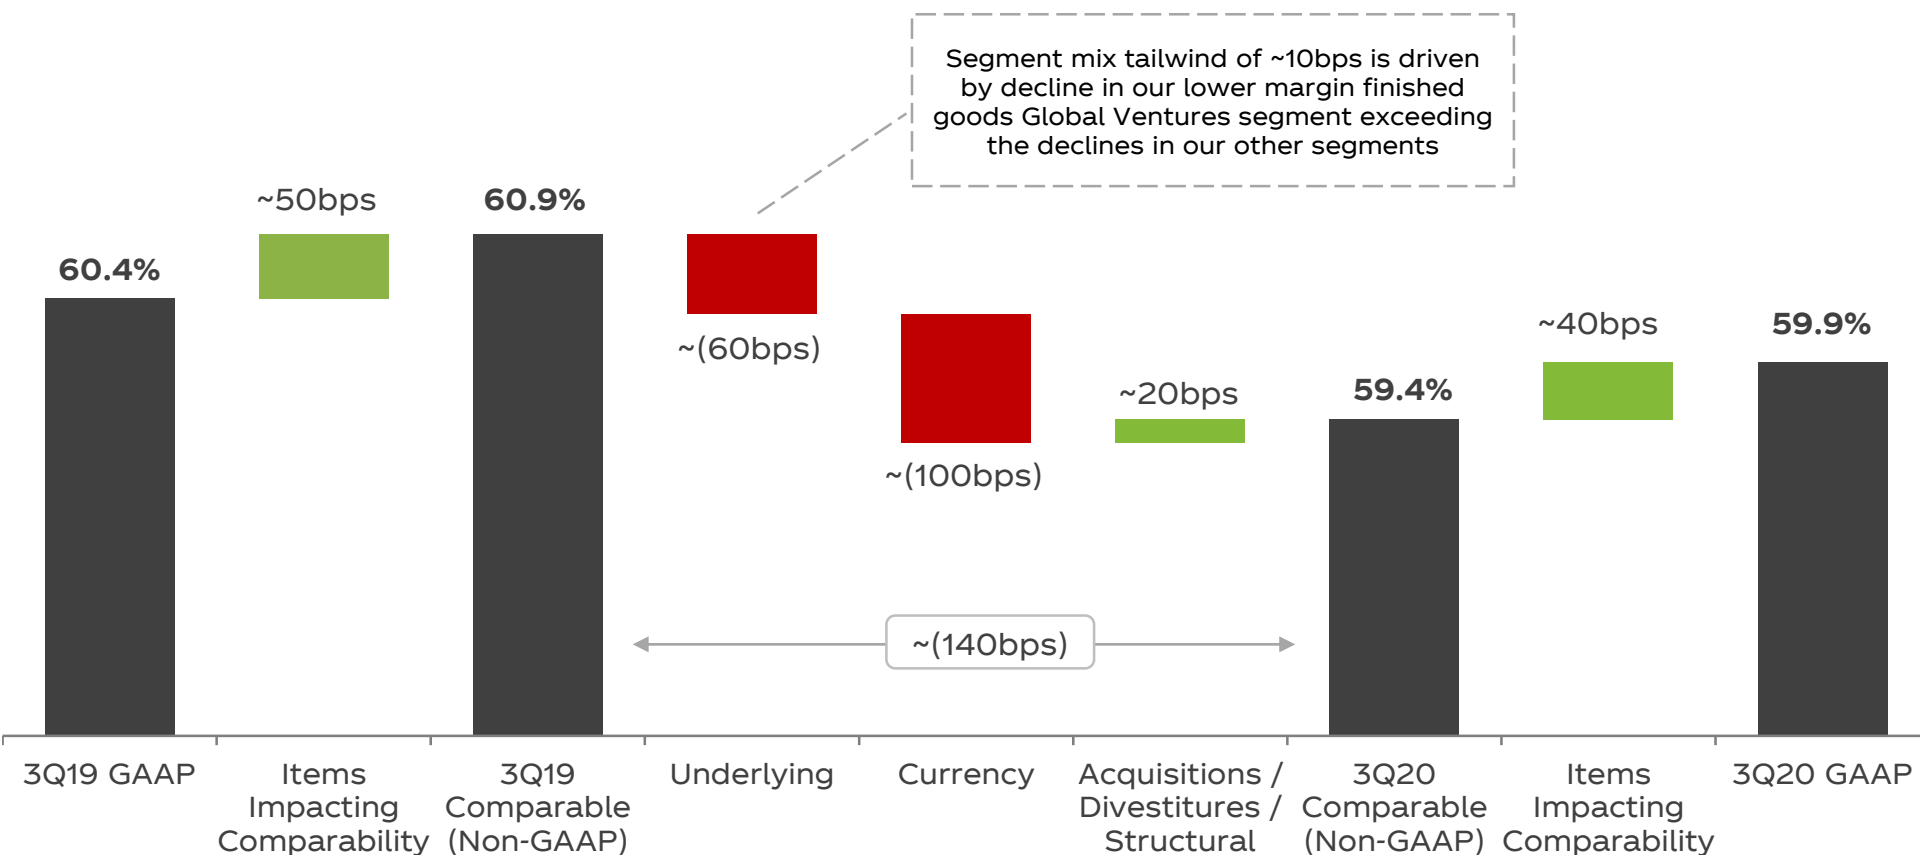 Segment mix tailwind of ~10bps is driven
by decline in our lower margin finished
goods Global Ventures segment exceeding
the declines in our other segments
60.4%
~50bps
60.9%
~(60bps)
~(100bps)
~20bps
59.4%
~40bps
59.9%
~(140bps)
3Q19 GAAP
Items
Impacting
Comparability
3Q19
Comparable
(Non-GAAP)
Underlying
Currency
Acquisitions /
Divestitures /
Structural
3Q20
Comparable
(Non-GAAP)
Items
Impacting
Comparability
3Q20 GAAP